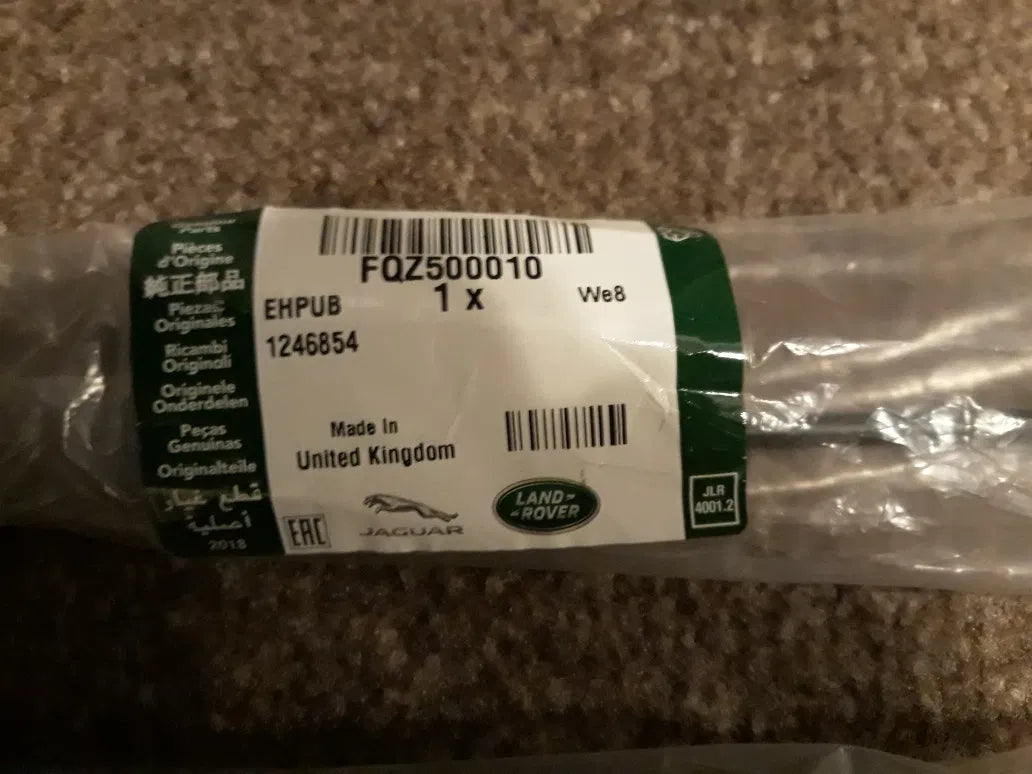 Parts
Pièces
d'Origine
純正部品
Piezas
Originales
Ricambi
Originali
Originele
Onderdelen
Peças
Genuínas
Originalteile
قطع غيار
أصلية
2018
FQZ500010
1 x
We8
EHPUB
1246854
Made In
United Kingdom
EAC
JAGUAR
LAND-
-ROVER
JLR
4001.2